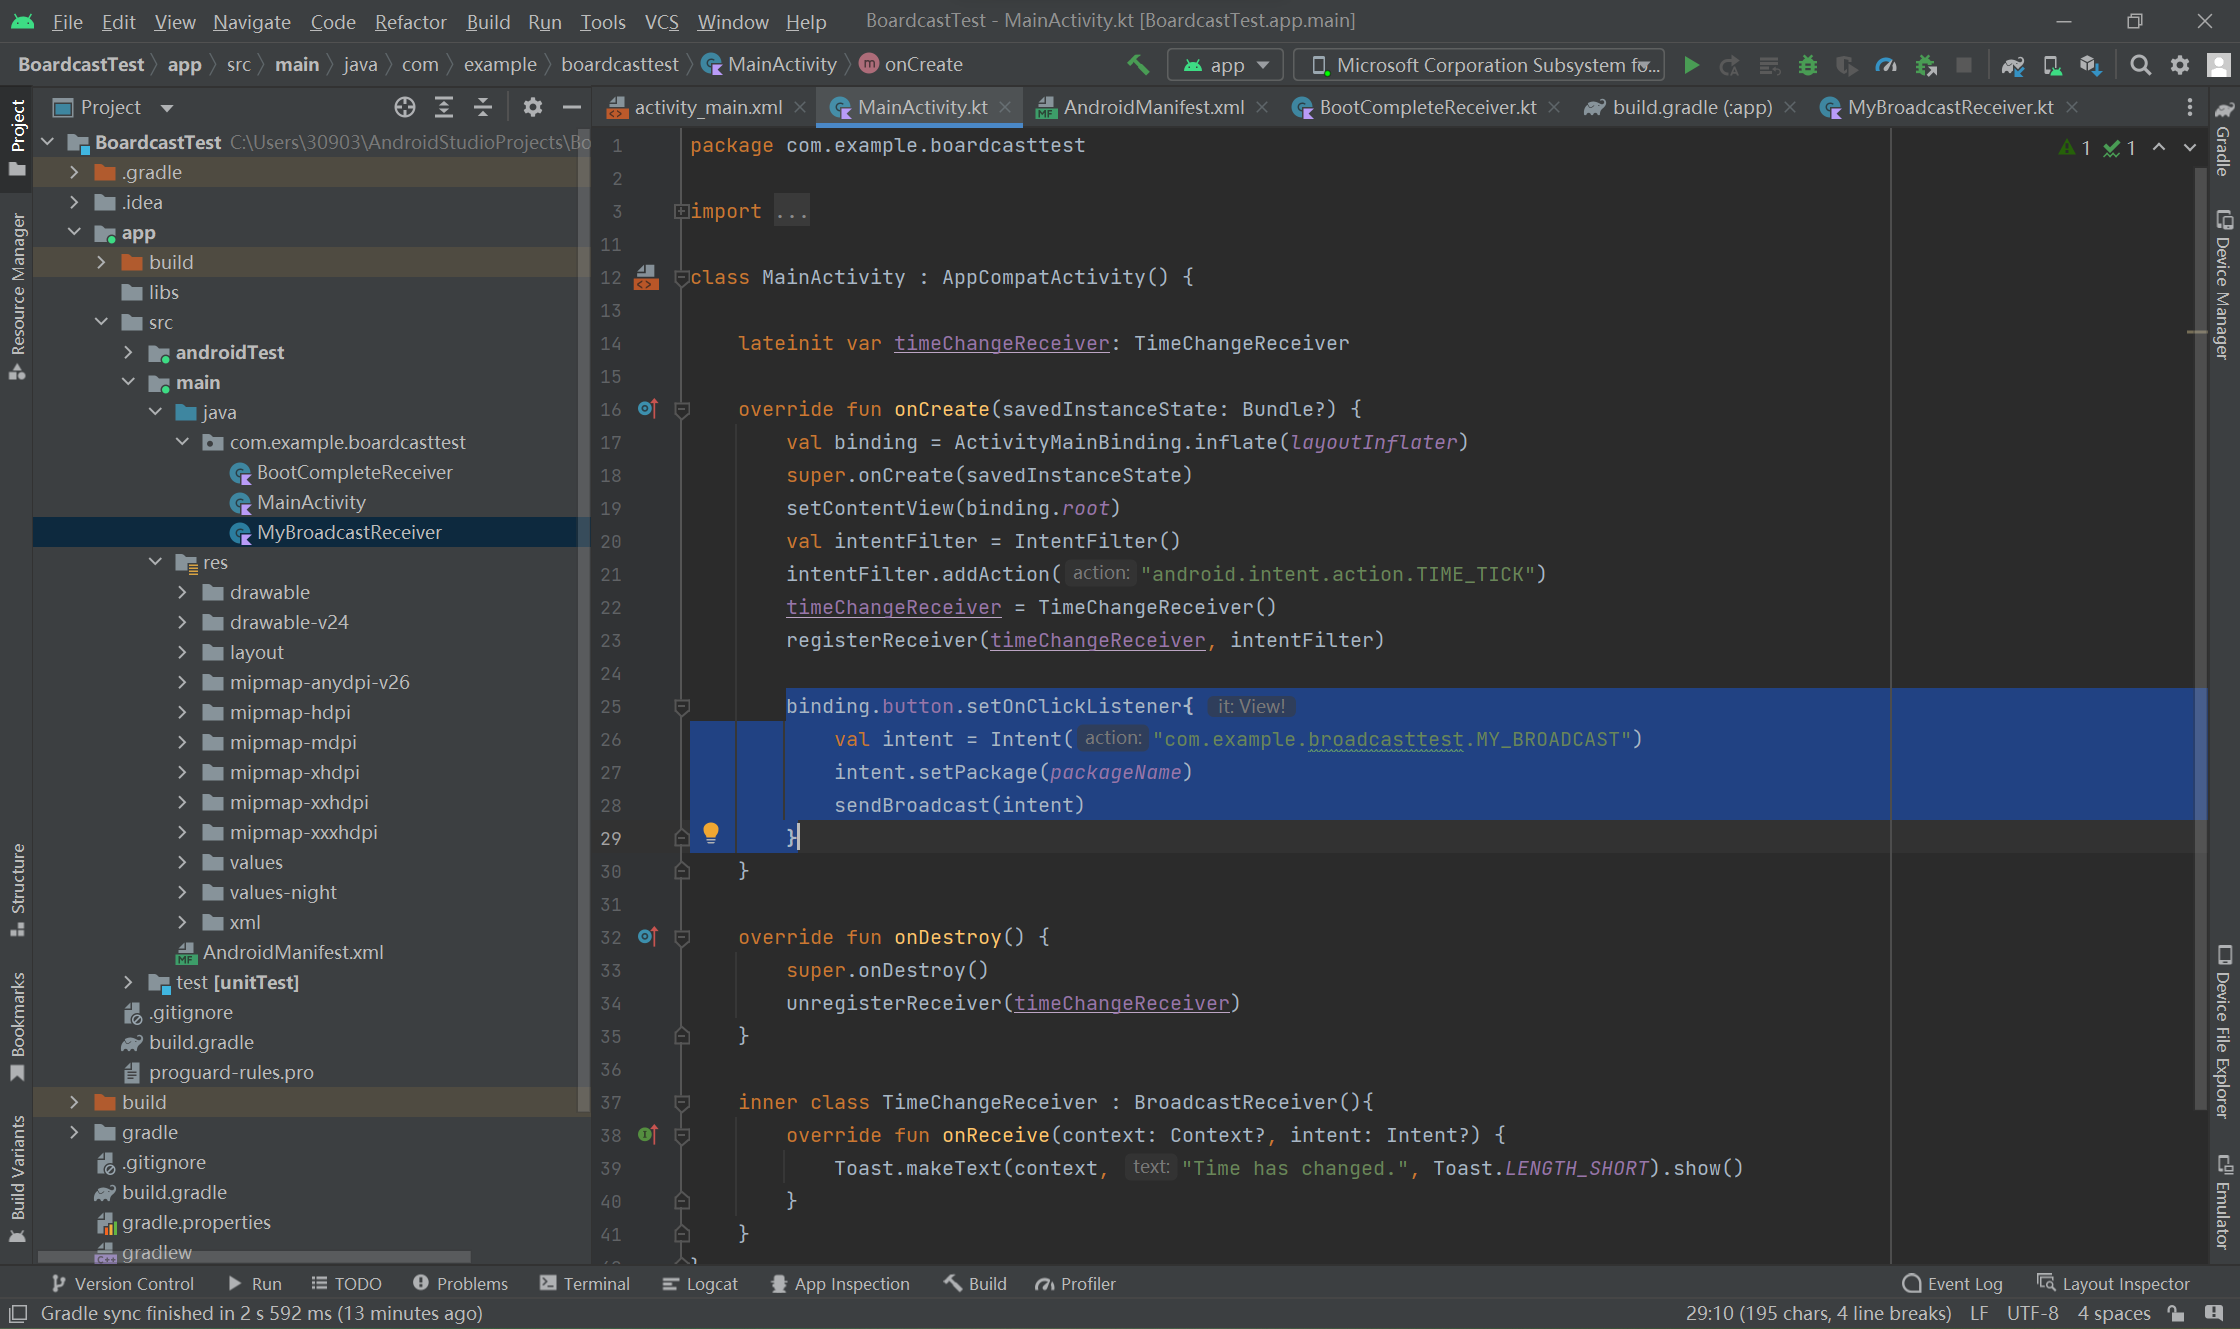 File Edit View Navigate Code Refactor Build Run Tools VCS Window Help BoardcastTest - MainActivity.kt [BoardcastTest.app.main]
BoardcastTest app src main java com example boardcasttest MainActivity onCreate app Microsoft Corporation Subsystem fo...
Project activity_main.xml MainActivity.kt AndroidManifest.xml BootCompleteReceiver.kt build.gradle (:app) MyBroadcastReceiver.kt
Project
Resource Manager
Structure
Bookmarks
Build Variants
BoardcastTest C:\Users\30903\AndroidStudioProjects\Bo
.gradle
.idea
app
build
libs
src
androidTest
main
java
com.example.boardcasttest
BootCompleteReceiver
MainActivity
MyBroadcastReceiver
res
drawable
drawable-v24
layout
mipmap-anydpi-v26
mipmap-hdpi
mipmap-mdpi
mipmap-xhdpi
mipmap-xxhdpi
mipmap-xxxhdpi
values
values-night
xml
AndroidManifest.xml
test [unitTest]
.gitignore
build.gradle
proguard-rules.pro
build
gradle
.gitignore
build.gradle
gradle.properties
gradlew
1 package com.example.boardcasttest
2
3 import ...
11
12 class MainActivity : AppCompatActivity() {
13
14 lateinit var timeChangeReceiver: TimeChangeReceiver
15
16 override fun onCreate(savedInstanceState: Bundle?) {
17 val binding = ActivityMainBinding.inflate(layoutInflater)
18 super.onCreate(savedInstanceState)
19 setContentView(binding.root)
20 val intentFilter = IntentFilter()
21 intentFilter.addAction( action: "android.intent.action.TIME_TICK")
22 timeChangeReceiver = TimeChangeReceiver()
23 registerReceiver(timeChangeReceiver, intentFilter)
24
25 binding.button.setOnClickListener{ it: View!
26 val intent = Intent( action: "com.example.broadcasttest.MY_BROADCAST")
27 intent.setPackage(packageName)
28 sendBroadcast(intent)
29 }
30 }
31
32 override fun onDestroy() {
33 super.onDestroy()
34 unregisterReceiver(timeChangeReceiver)
35 }
36
37 inner class TimeChangeReceiver : BroadcastReceiver(){
38 override fun onReceive(context: Context?, intent: Intent?) {
39 Toast.makeText(context, text: "Time has changed.", Toast.LENGTH_SHORT).show()
40 }
41 }
1 1
Gradle
Device Manager
Device File Explorer
Emulator
Version Control Run TODO Problems Terminal Logcat App Inspection Build Profiler Event Log Layout Inspector
Gradle sync finished in 2 s 592 ms (13 minutes ago) 29:10 (195 chars, 4 line breaks) LF UTF-8 4 spaces